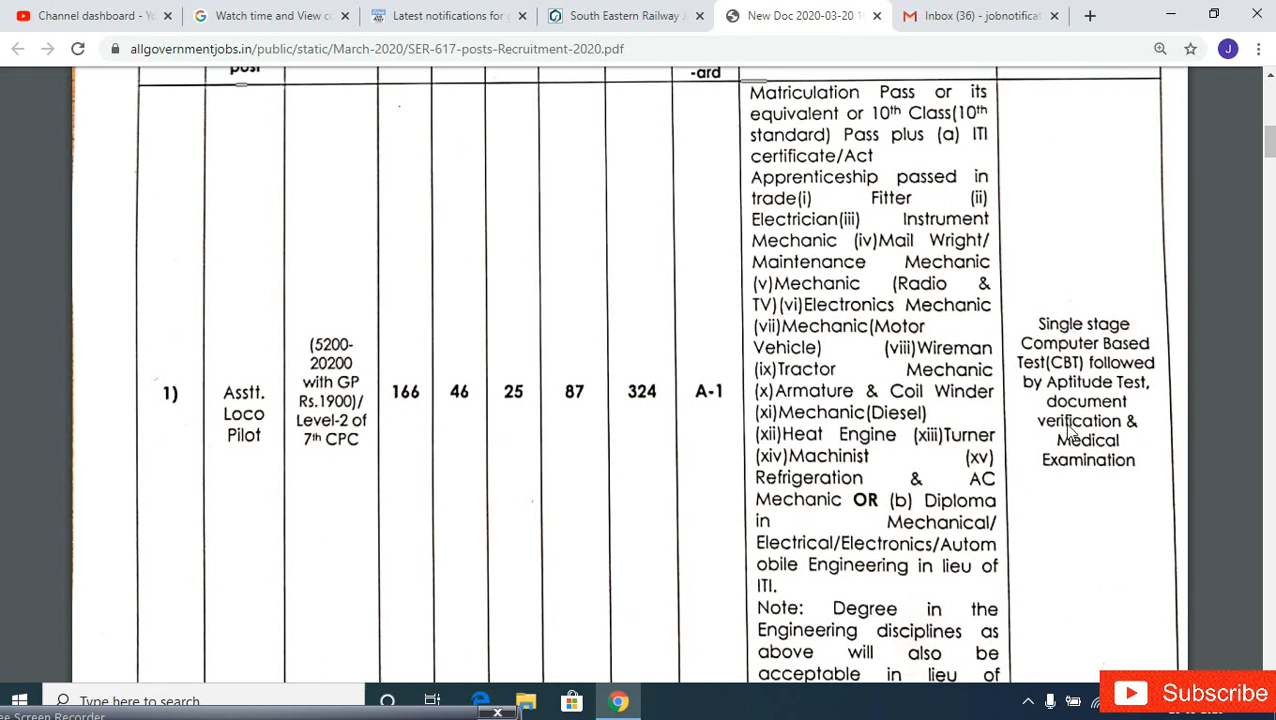 Channel dashboard - Yo
Watch time and View co
Latest notifications for g
South Eastern Railway J
New Doc 2020-03-20 1
Inbox (36) - jobnotificat
allgovernmentjobs.in/public/static/March-2020/SER-617-posts-Recruitment-2020.pdf
J
post
-ard
1)
Asstt.
Loco
Pilot
(5200-
20200
with GP
Rs.1900)/
Level-2 of
7th CPC
166
46
25
87
324
A-1
Matriculation Pass or its
equivalent or 10th Class(10th
standard) Pass plus (a) ITI
certificate/Act
Apprenticeship passed in
trade(i) Fitter (ii)
Electrician(iii) Instrument
Mechanic (iv)Mail Wright/
Maintenance Mechanic
(v)Mechanic (Radio &
TV)(vi)Electronics Mechanic
(vii)Mechanic(Motor
Vehicle) (viii)Wireman
(ix)Tractor Mechanic
(x)Armature & Coil Winder
(xi)Mechanic(Diesel)
(xii)Heat Engine (xiii)Turner
(xiv)Machinist (xv)
Refrigeration & AC
Mechanic OR (b) Diploma
in Mechanical/
Electrical/Electronics/Autom
obile Engineering in lieu of
ITI.
Note: Degree in the
Engineering disciplines as
above will also be
acceptable in lieu of
Single stage
Computer Based
Test(CBT) followed
by Aptitude Test,
document
verification &
Medical
Examination
Type here to search
Subscribe
ee Screen Recorder